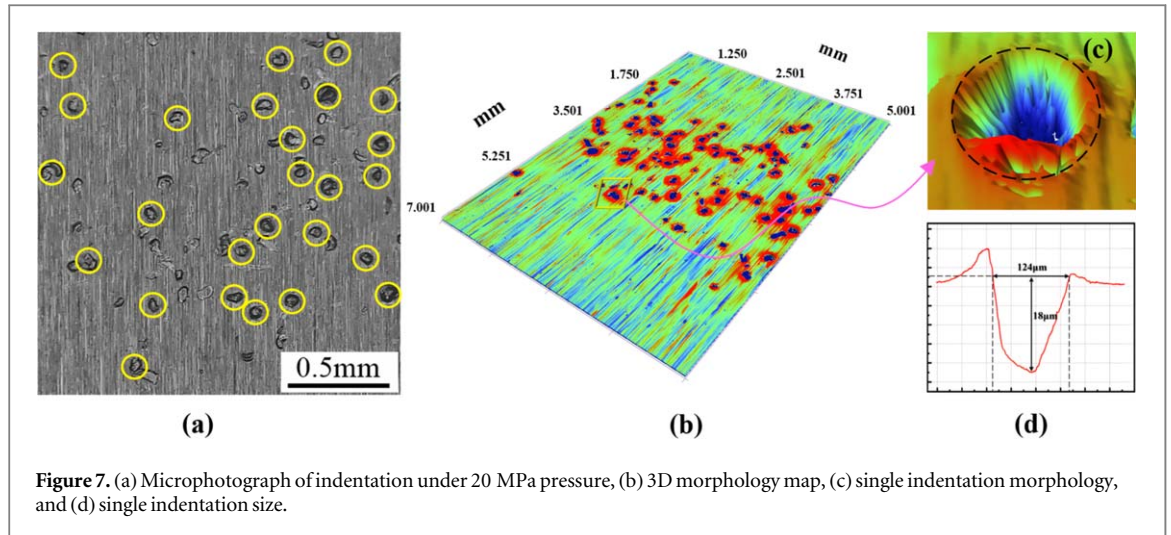 0.5mm
(a)
mm
1.250
2.501
3.751
5.001
mm
1.750
3.501
5.251
7.001
(b)
(c)
124μm
18μm
(d)
Figure 7. (a) Microphotograph of indentation under 20 MPa pressure, (b) 3D morphology map, (c) single indentation morphology,
and (d) single indentation size.